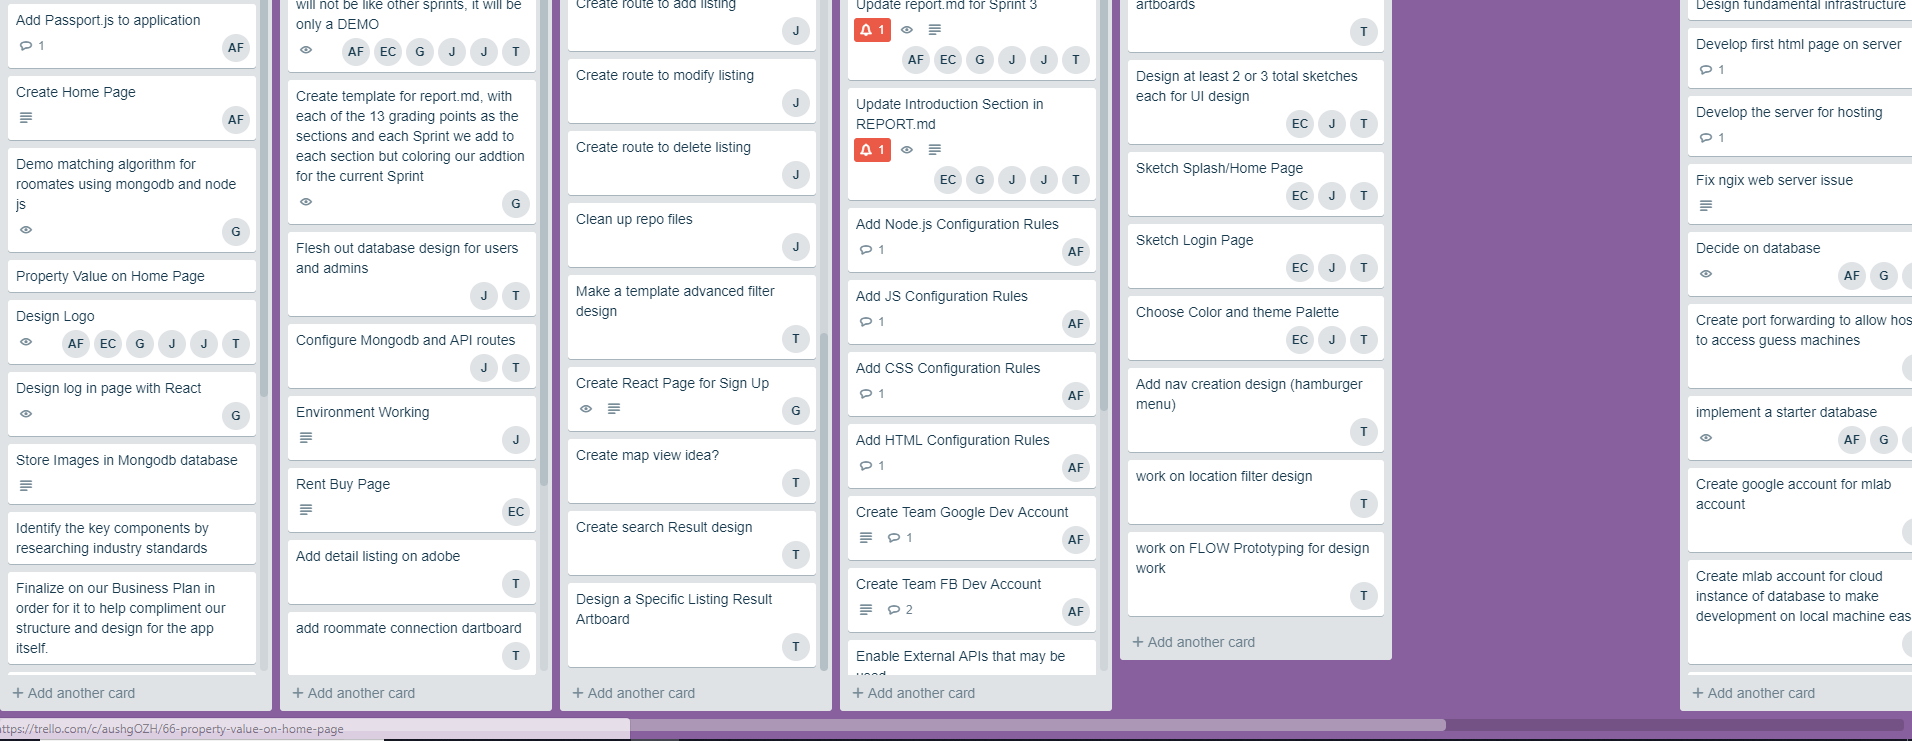 Add Passport.js to application
1
AF
Create Home Page
AF
Demo matching algorithm for
roomates using mongodb and node
js
G
Property Value on Home Page
Design Logo
AF EC G J J T
Design log in page with React
G
Store Images in Mongodb database
Identify the key components by
researching industry standards
Finalize on our Business Plan in
order for it to help compliment our
structure and design for the app
itself.
+ Add another card
will not be like other sprints, it will be
only a DEMO
AF EC G J J T
Create template for report.md, with
each of the 13 grading points as the
sections and each Sprint we add to
each section but coloring our addtion
for the current Sprint
G
Flesh out database design for users
and admins
J T
Configure Mongodb and API routes
J T
Environment Working
J
Rent Buy Page
EC
Add detail listing on adobe
T
add roommate connection dartboard
T
+ Add another card
Create route to add listing
J
Create route to modify listing
J
Create route to delete listing
J
Clean up repo files
J
Make a template advanced filter
design
T
Create React Page for Sign Up
G
Create map view idea?
T
Create search Result design
T
Design a Specific Listing Result
Artboard
T
+ Add another card
Update report.md for Sprint 3
1
AF EC G J J T
Update Introduction Section in
REPORT.md
1
EC G J J T
Add Node.js Configuration Rules
1
AF
Add JS Configuration Rules
1
AF
Add CSS Configuration Rules
1
AF
Add HTML Configuration Rules
1
AF
Create Team Google Dev Account
1
AF
Create Team FB Dev Account
2
AF
Enable External APIs that may be
used
+ Add another card
artboards
T
Design at least 2 or 3 total sketches
each for UI design
EC J T
Sketch Splash/Home Page
EC J T
Sketch Login Page
EC J T
Choose Color and theme Palette
EC J T
Add nav creation design (hamburger
menu)
T
work on location filter design
T
work on FLOW Prototyping for design
work
T
+ Add another card
Design fundamental infrastructure
Develop first html page on server
1
Develop the server for hosting
1
Fix ngix web server issue
Decide on database
AF G
Create port forwarding to allow hos
to access guess machines
implement a starter database
AF G
Create google account for mlab
account
Create mlab account for cloud
instance of database to make
development on local machine eas
+ Add another card
https://trello.com/c/aushgOZH/66-property-value-on-home-page